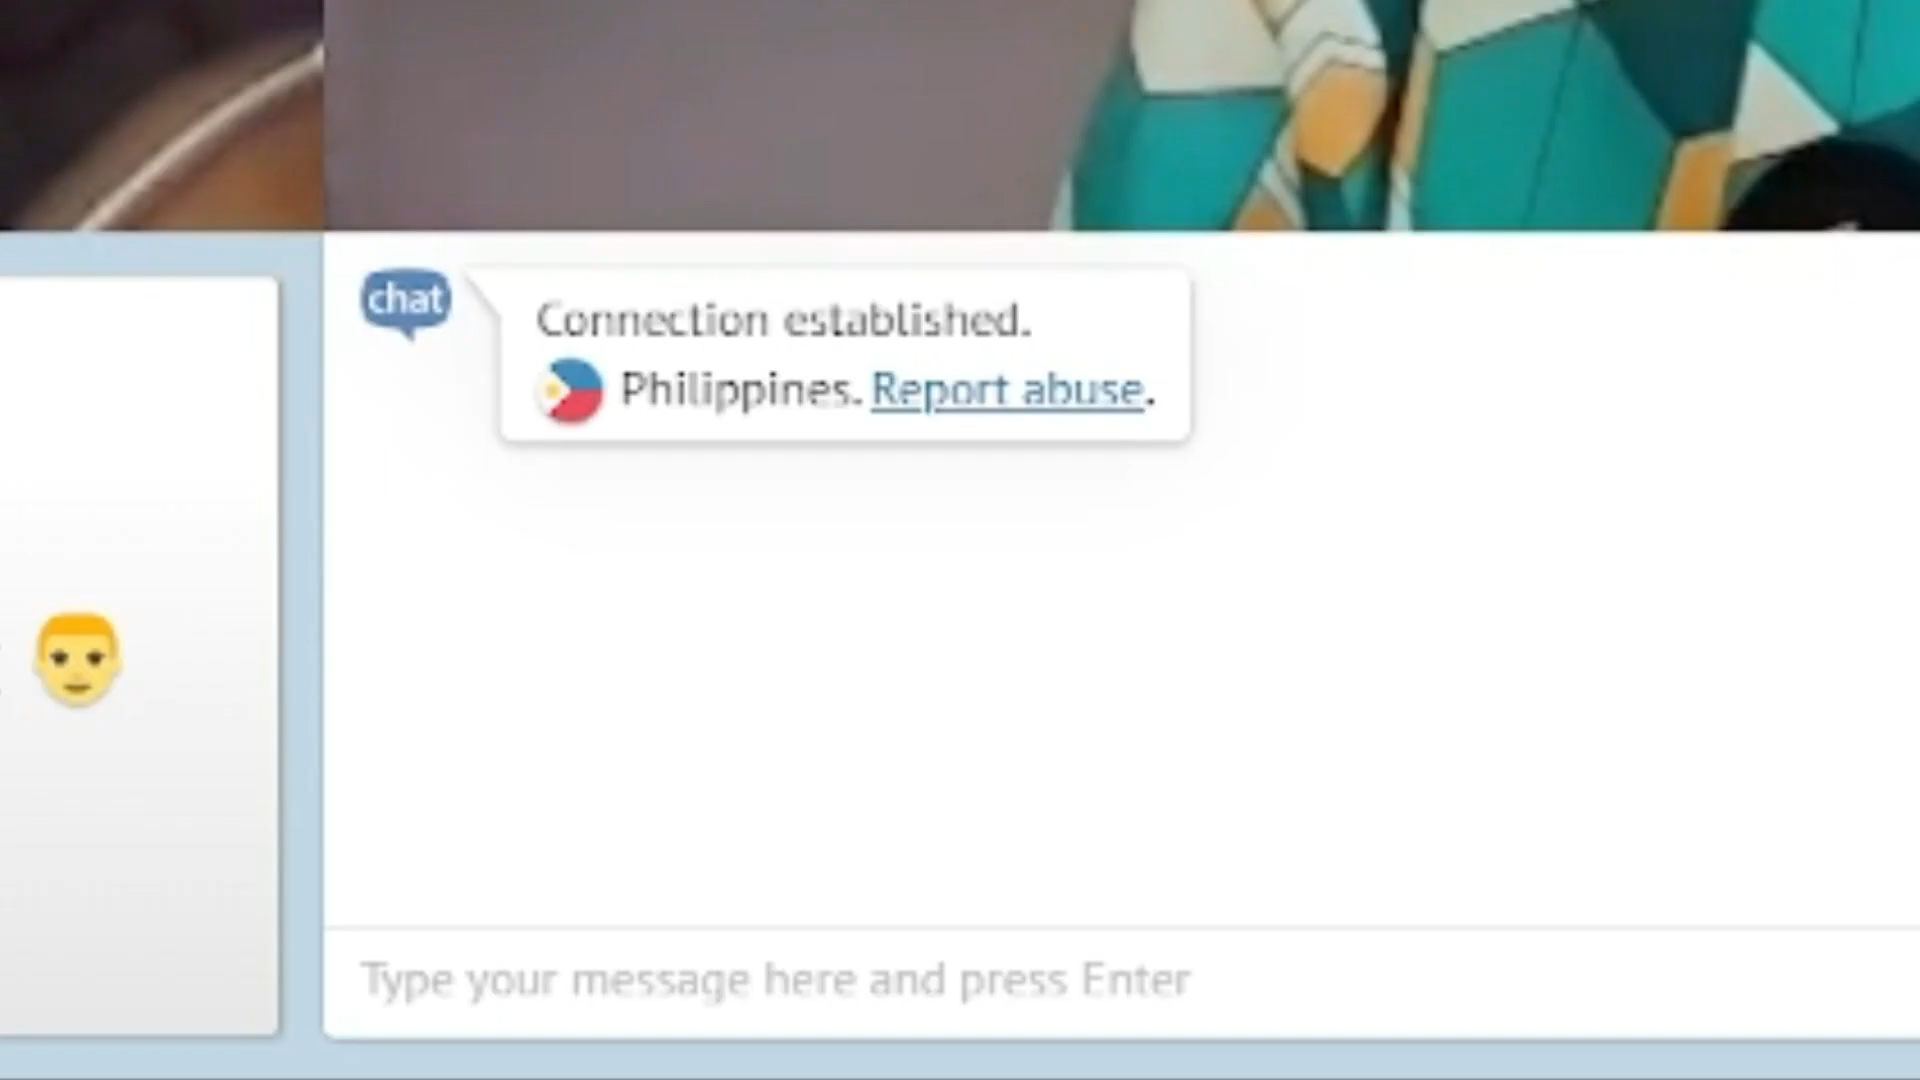 chat
Connection established.
Philippines. Report abuse.
Type your message here and press Enter